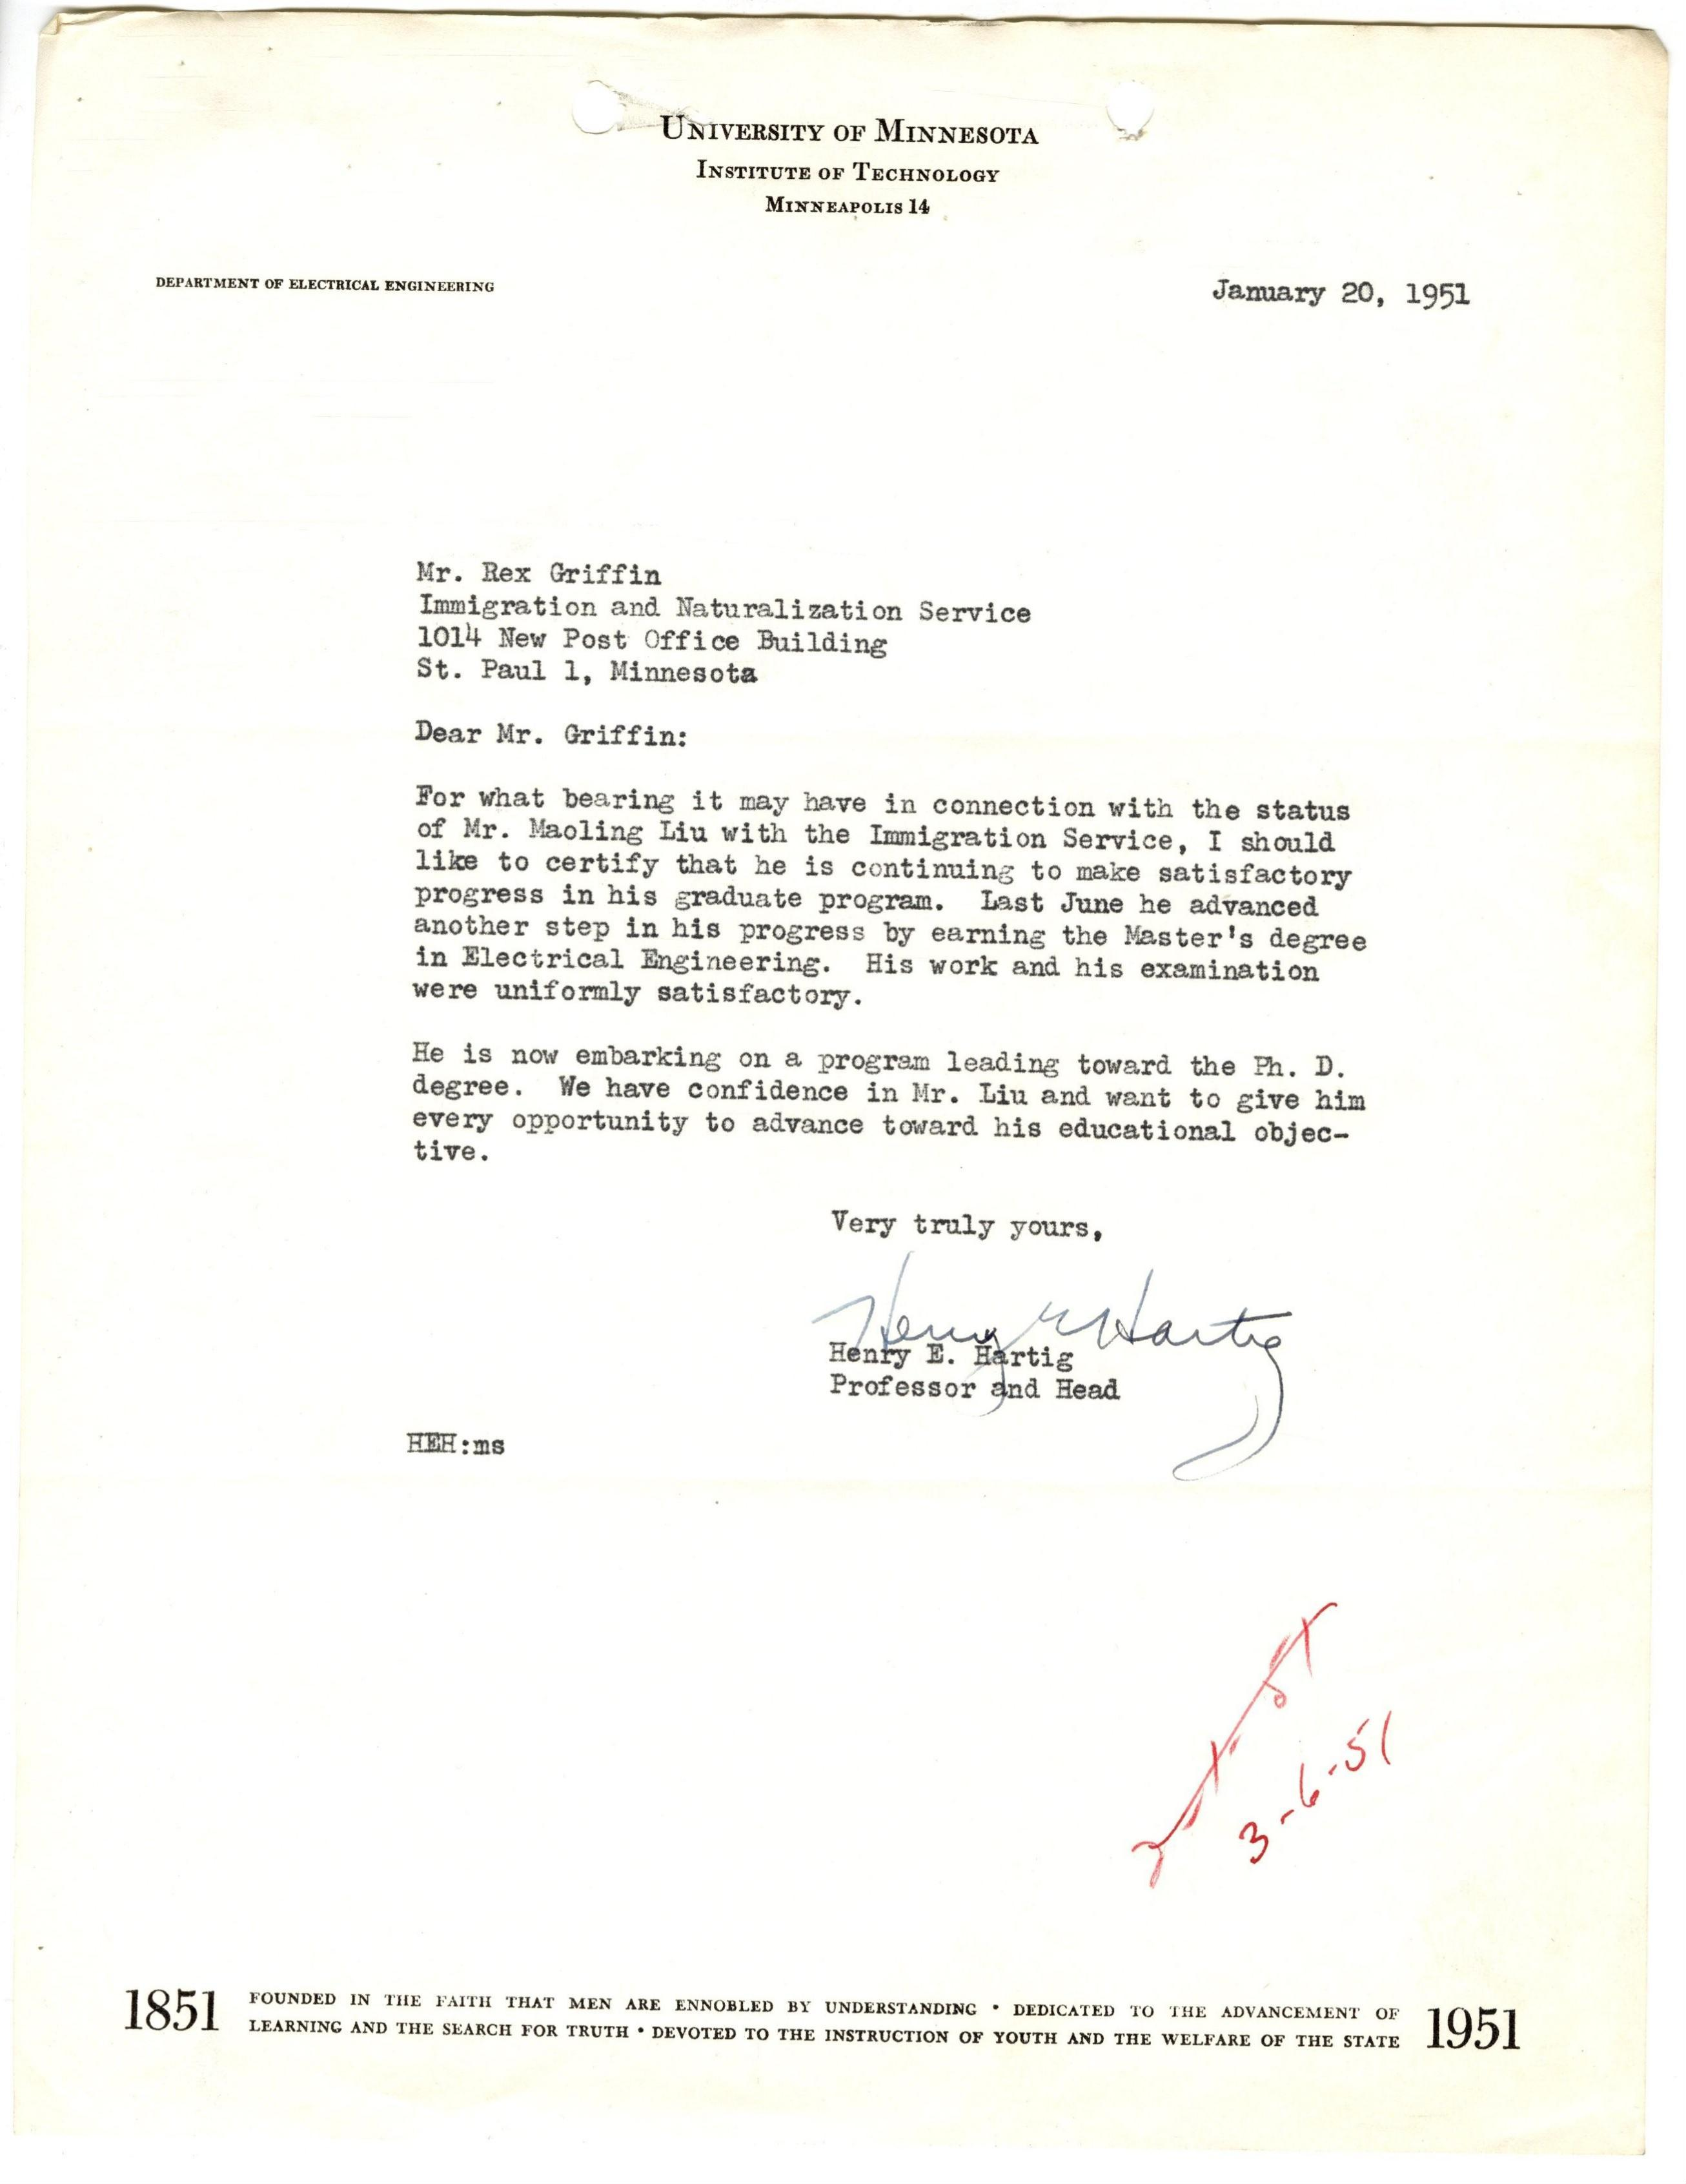 UNIVERSITY OF MINNESOTA
INSTITUTE OF TECHNOLOGY
MINNEAPOLIS 14
DEPARTMENT OF ELECTRICAL ENGINEERING
January 20, 1951
Mr. Rex Griffin
Immigration and Naturalization Service
1014 New Post Office Building
St. Paul 1, Minnesota
Dear Mr. Griffin:
For what bearing it may have in connection with the status
of Mr. Maoling Liu with the Immigration Service, I should
like to certify that he is continuing to make satisfactory
progress in his graduate program.  Last June he advanced
another step in his progress by earning the Master's degree
in Electrical Engineering.  His work and his examination
were uniformly satisfactory.
He is now embarking on a program leading toward the Ph. D.
degree.  We have confidence in Mr. Liu and want to give him
every opportunity to advance toward his educational objec-
tive.
Very truly yours,
Henry E Hartig
Henry E. Hartig
Professor and Head
HEH:ms
3-6-51
1851 FOUNDED IN THE FAITH THAT MEN ARE ENNOBLED BY UNDERSTANDING • DEDICATED TO THE ADVANCEMENT OF
LEARNING AND THE SEARCH FOR TRUTH • DEVOTED TO THE INSTRUCTION OF YOUTH AND THE WELFARE OF THE STATE 1951